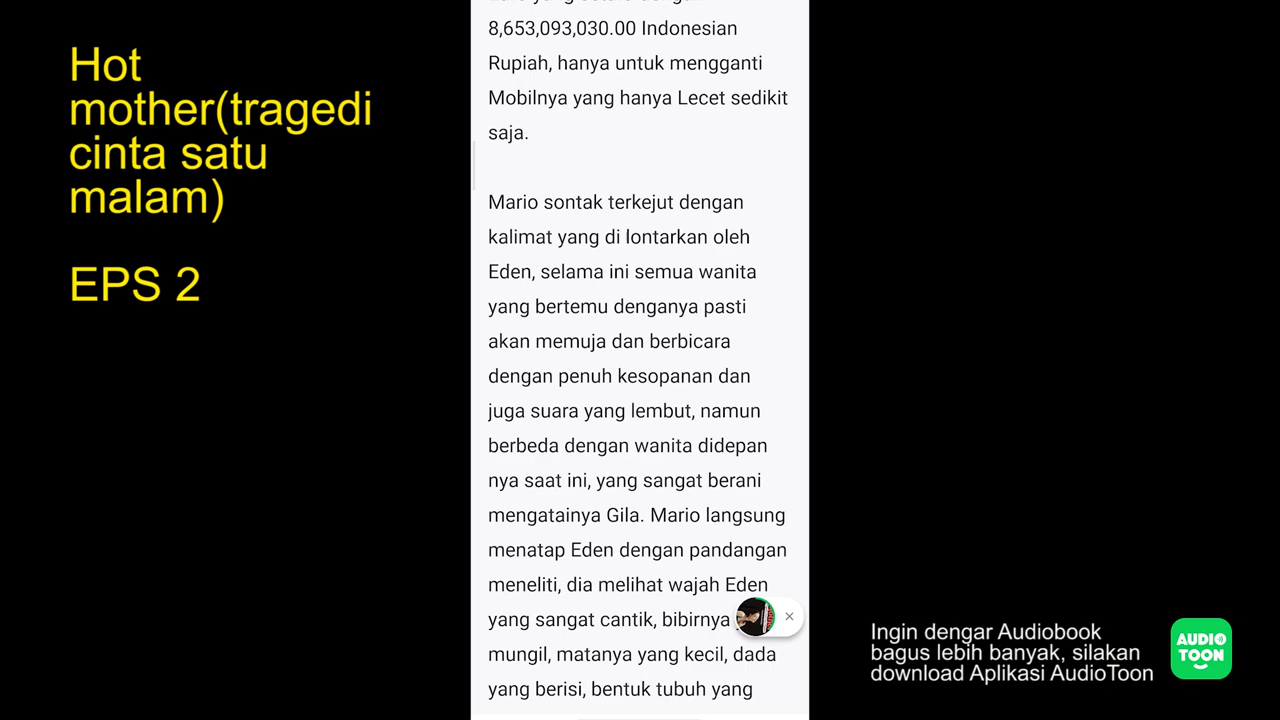 Hot
mother(tragedi
cinta satu
malam)
EPS 2
8,653,093,030.00 Indonesian
Rupiah, hanya untuk mengganti
Mobilnya yang hanya Lecet sedikit
saja.
Mario sontak terkejut dengan
kalimat yang di lontarkan oleh
Eden, selama ini semua wanita
yang bertemu denganya pasti
akan memuja dan berbicara
dengan penuh kesopanan dan
juga suara yang lembut, namun
berbeda dengan wanita didepan
nya saat ini, yang sangat berani
mengatainya Gila. Mario langsung
menatap Eden dengan pandangan
meneliti, dia melihat wajah Eden
yang sangat cantik, bibirnya
mungil, matanya yang kecil, dada
yang berisi, bentuk tubuh yang
Ingin dengar Audiobook
bagus lebih banyak, silakan
download Aplikasi AudioToon
AUDIO
TOON